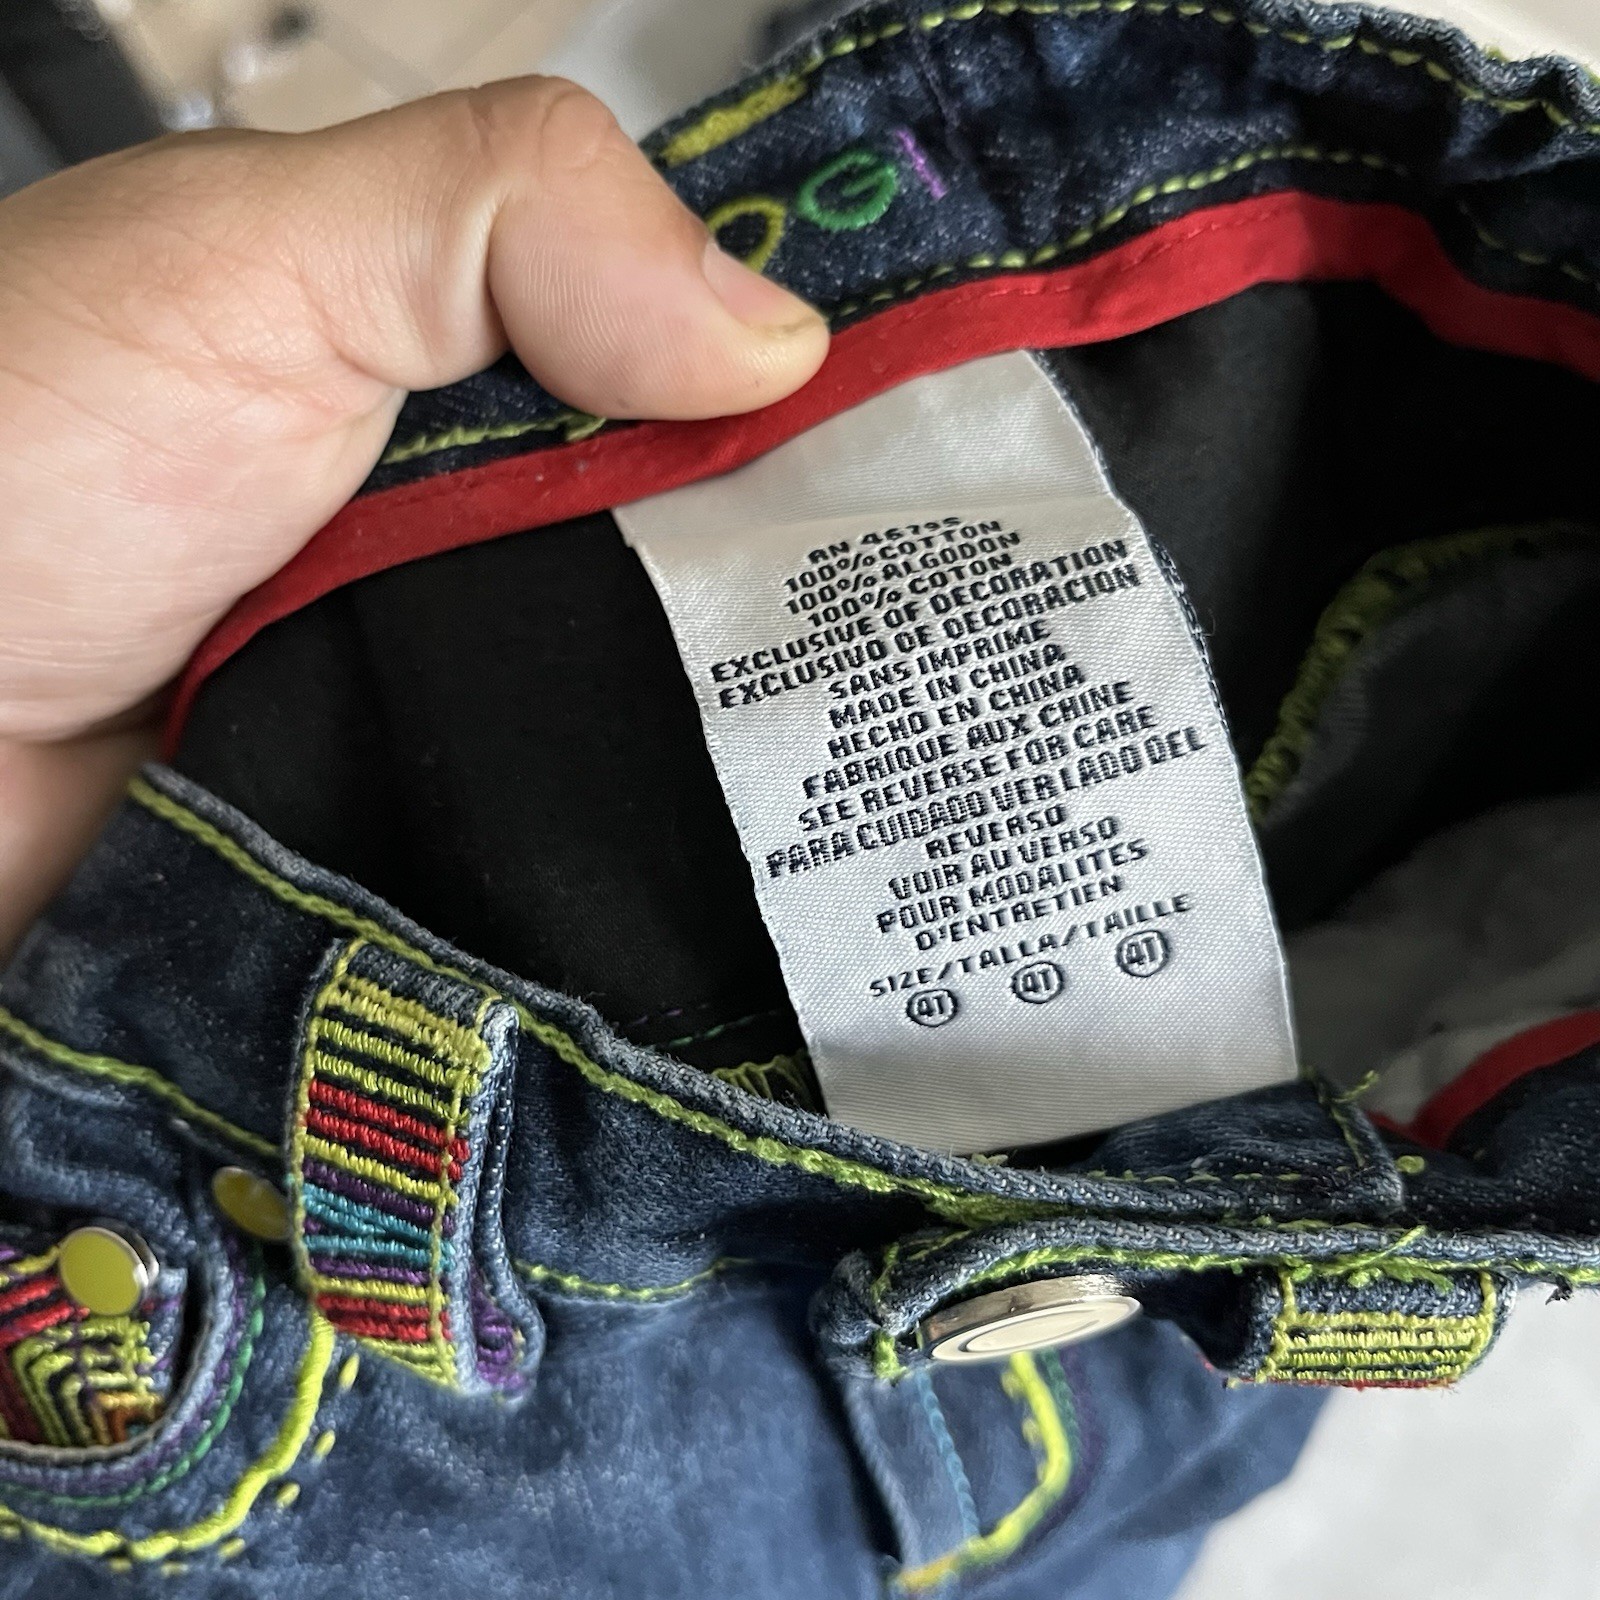 OGI
RN 46795
100% COTTON
100% ALGODON
100% COTON
EXCLUSIVE OF DECORATION
EXCLUSIVO DE DECORACION
SANS IMPRIME
MADE IN CHINA
HECHO EN CHINA
FABRIQUE AUX CHINE
SEE REVERSE FOR CARE
PARA CUIDADO VER LADO DEL
REVERSO
VOIR AU VERSO
POUR MODALITES
D'ENTRETIEN
SIZE/TALLA/TAILLE
4T 4T 4T